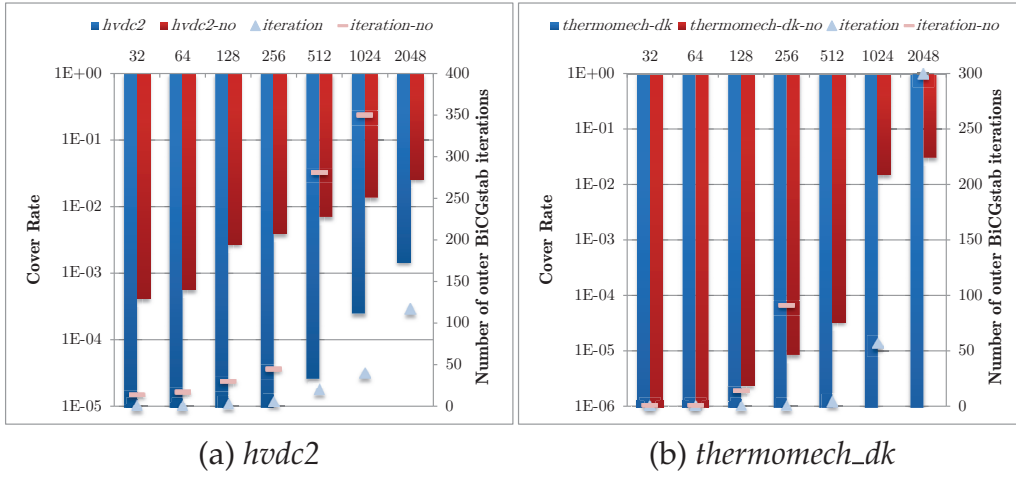 hvdc2 hvdc2-no iteration iteration-no
32 64 128 256 512 1024 2048
1E+00
1E-01
1E-02
1E-03
1E-04
1E-05
Cover Rate
400
350
300
250
200
150
100
50
0
Number of outer BiCGstab iterations
(a) hvdc2
thermomech-dk thermomech-dk-no iteration iteration-no
32 64 128 256 512 1024 2048
1E+00
1E-01
1E-02
1E-03
1E-04
1E-05
1E-06
Cover Rate
300
250
200
150
100
50
0
Number of outer BiCGstab iterations
(b) thermomech_dk